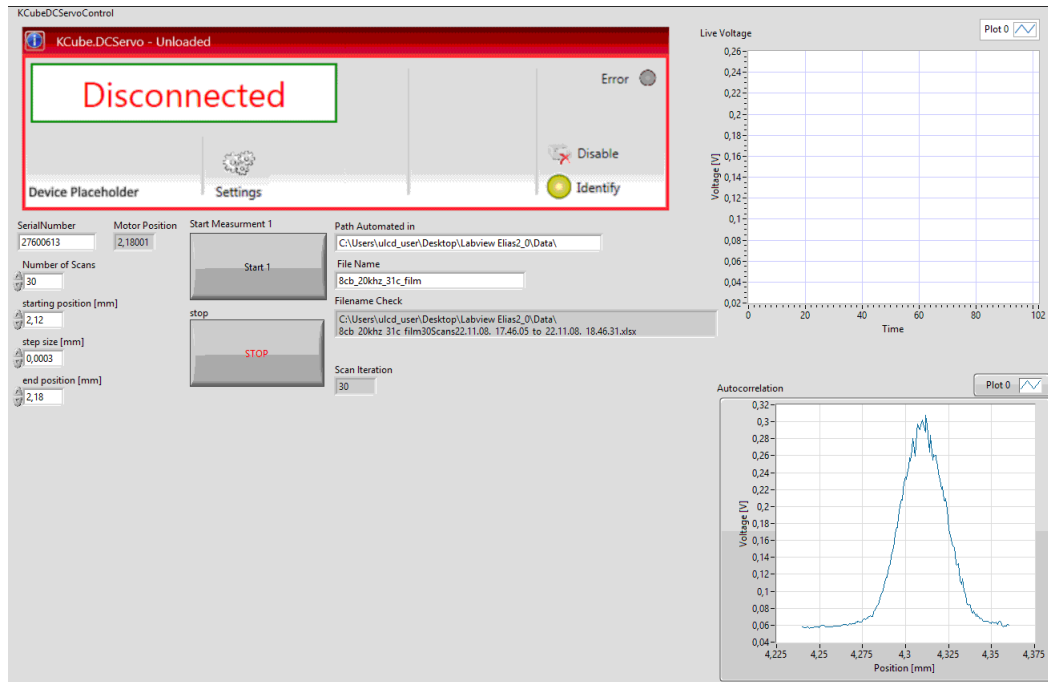 KCubeDCServoControl
KCube.DCServo - Unloaded
Disconnected
Error
Disable
Device Placeholder
Settings
Identify
SerialNumber
Motor Position
27600613
2,18001
Number of Scans
30
starting position [mm]
2,12
step size [mm]
0,0003
end position [mm]
2,18
Start Measurment 1
Start 1
stop
STOP
Path Automated in
C:\Users\ulcd_user\Desktop\Labview Elias2_0\Data\
File Name
8cb_20khz_31c_film
Filename Check
C:\Users\ulcd_user\Desktop\Labview Elias2_0\Data\
8cb_20khz_31c_film30Scans22.11.08. 17.46.05 to 22.11.08. 18.46.31.xlsx
Scan Iteration
30
Live Voltage
Plot 0
0,26
0,24
0,22
0,2
0,18
0,16
0,14
0,12
0,1
0,08
0,06
0,04
0,02
Voltage [V]
0 20 40 60 80 102
Time
Autocorrelation
Plot 0
0,32
0,3
0,28
0,26
0,24
0,22
0,2
0,18
0,16
0,14
0,12
0,1
0,08
0,06
0,04
Voltage [V]
4,225 4,25 4,275 4,3 4,325 4,35 4,375
Position [mm]